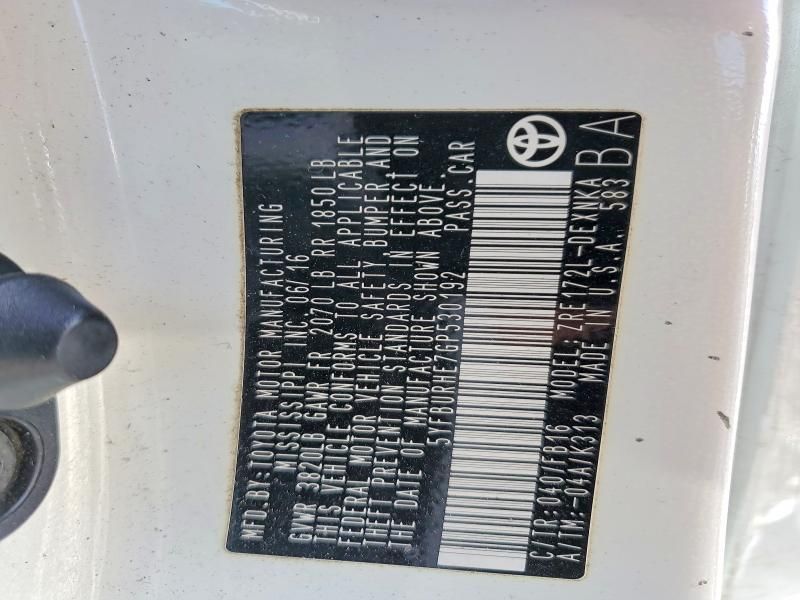 MFD.BY:TOYOTA MOTOR MANUFACTURING
MISSISSIPPI INC. 06/16
GVWR 3820LB GAWR FR 2070 LB RR 1850 LB
THIS VEHICLE CONFORMS TO ALL APPLICABLE
FEDERAL MOTOR VEHICLE SAFETY,BUMPER AND
THEFT PREVENTION STANDARDS IN EFFECT ON
THE DATE OF MANUFACTURE SHOWN ABOVE.
5YFBURHE7GP530192 PASS.CAR
C/TR:040/FB16 MODEL:ZRE172L-DEXNKA
A/TM:-04A/K313 MADE IN U.S.A. 583
BA